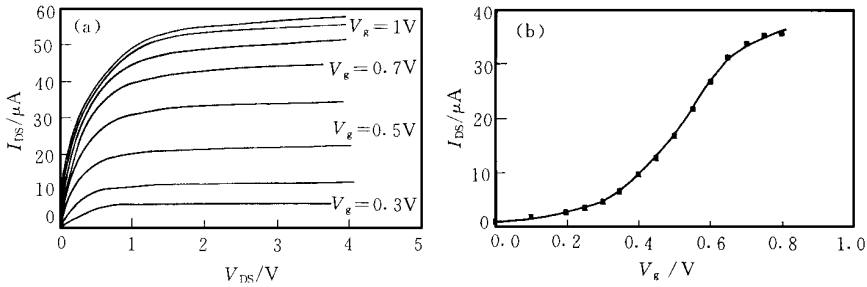 (a)
60
50
40
30
20
10
0
I_DS/μA
V_g=1V
V_g=0.7V
V_g=0.5V
V_g=0.3V
0 1 2 3 4 5
V_DS/V
(b)
40
30
20
10
0
I_DS/μA
0.0 0.2 0.4 0.6 0.8 1.0
V_g / V